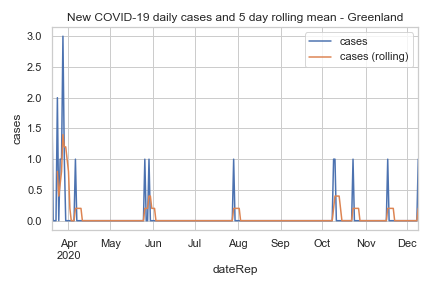 New COVID-19 daily cases and 5 day rolling mean - Greenland
cases
cases (rolling)
3.0
2.5
2.0
1.5
1.0
0.5
0.0
cases
Apr May Jun Jul Aug Sep Oct Nov Dec
2020
dateRep